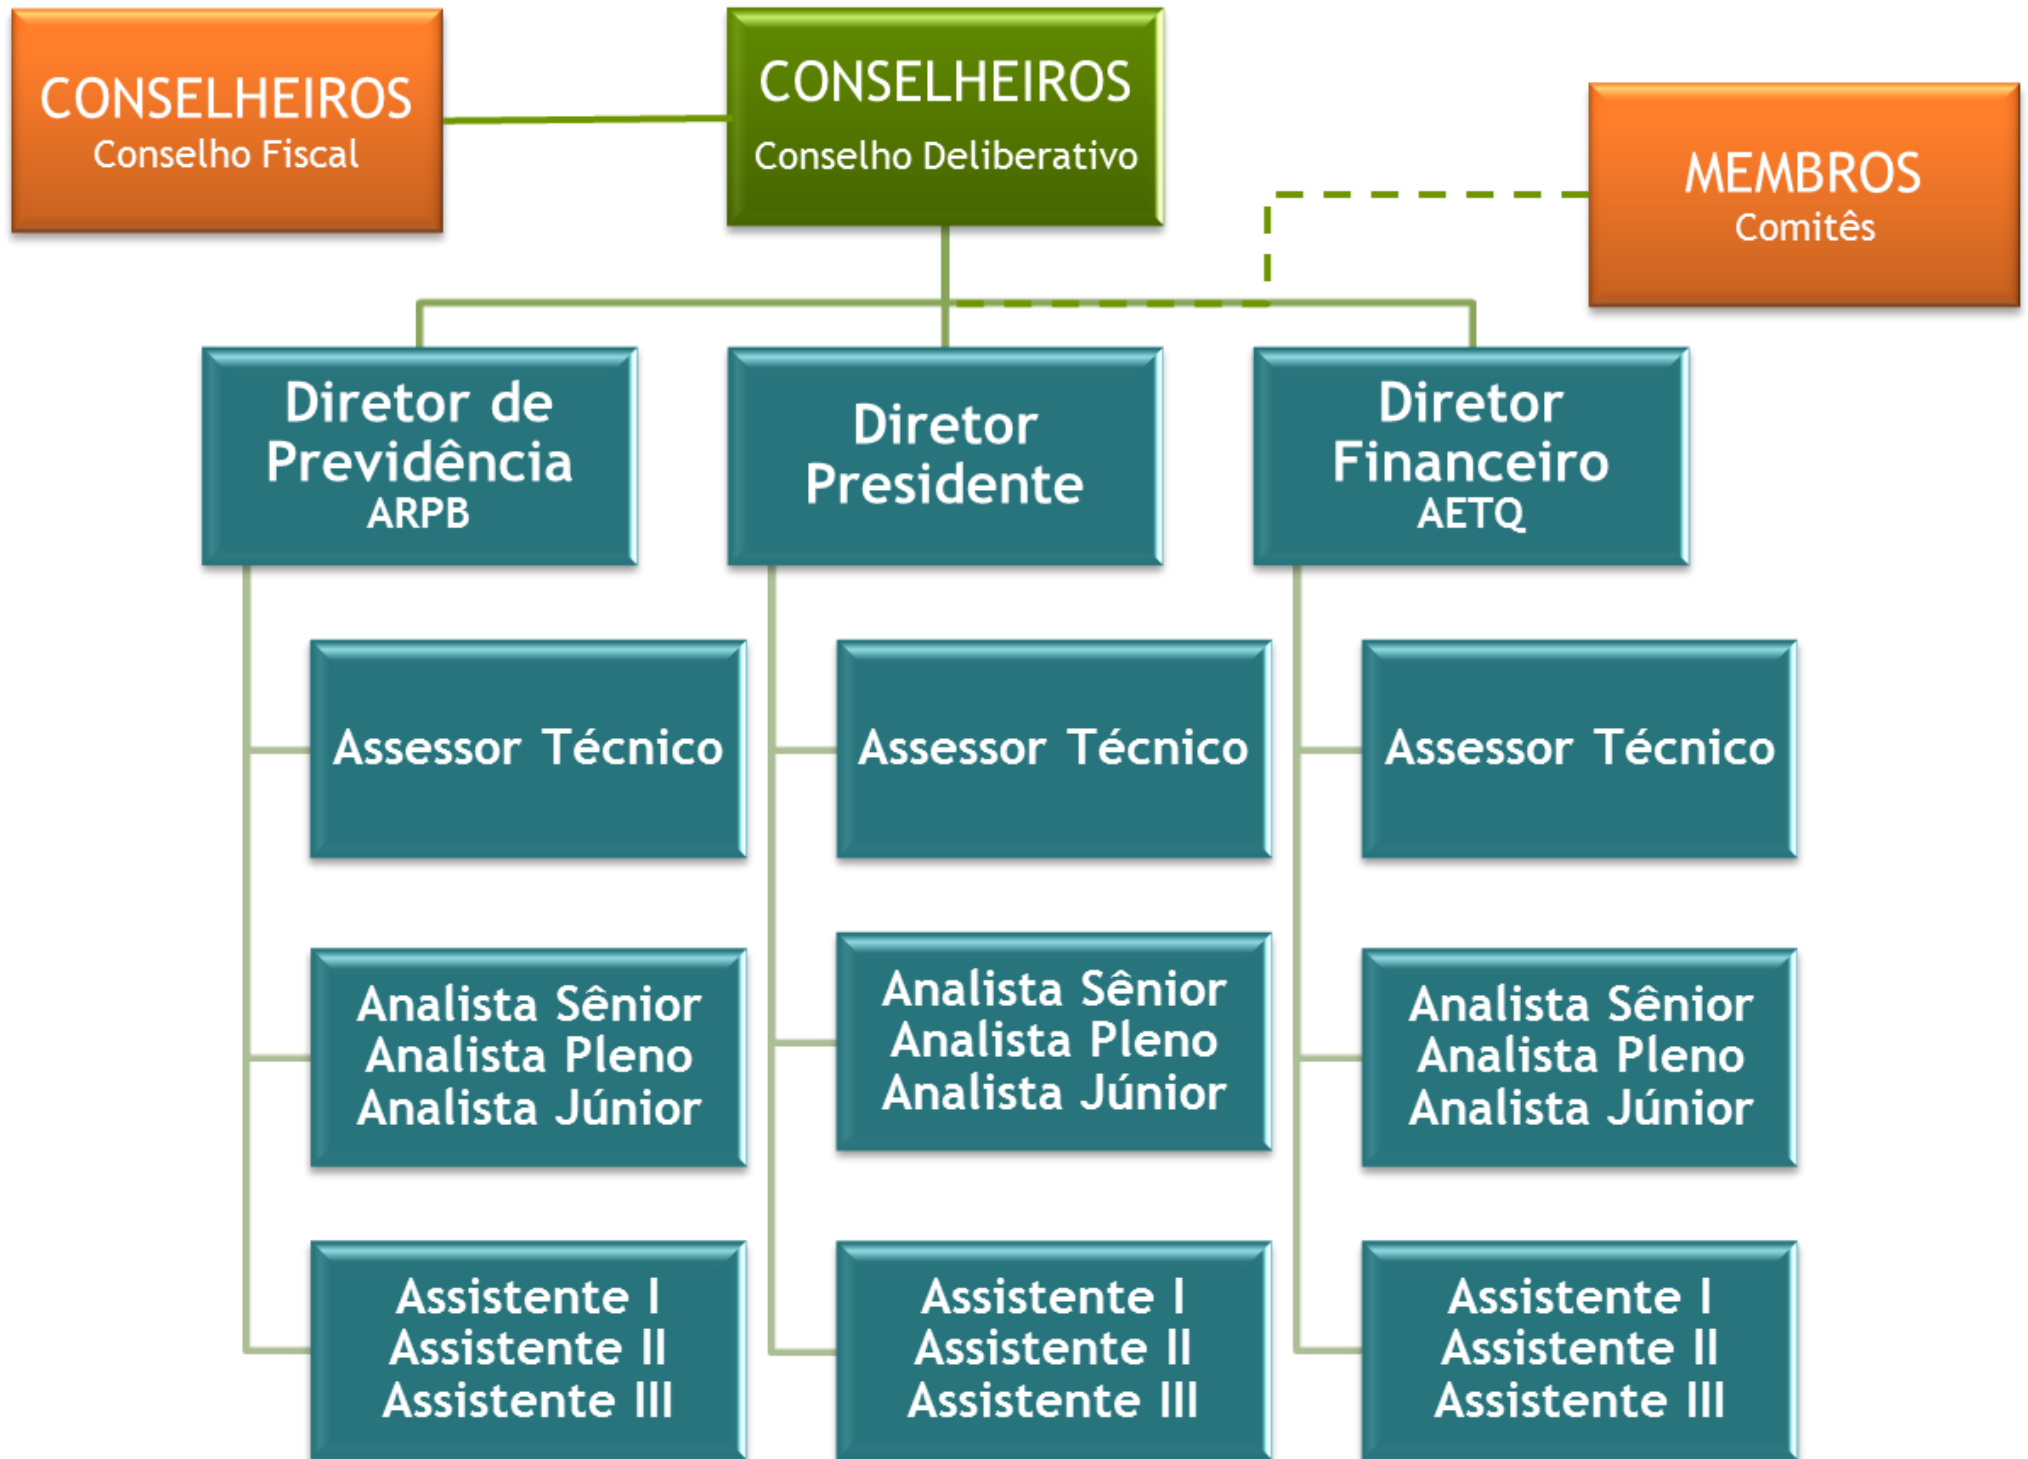 CONSELHEIROS
Conselho Fiscal
CONSELHEIROS
Conselho Deliberativo
MEMBROS
Comitês
Diretor de
Previdência
ARPB
Diretor
Presidente
Diretor
Financeiro
AETQ
Assessor Técnico
Assessor Técnico
Assessor Técnico
Analista Sênior
Analista Pleno
Analista Júnior
Analista Sênior
Analista Pleno
Analista Júnior
Analista Sênior
Analista Pleno
Analista Júnior
Assistente I
Assistente II
Assistente III
Assistente I
Assistente II
Assistente III
Assistente I
Assistente II
Assistente III